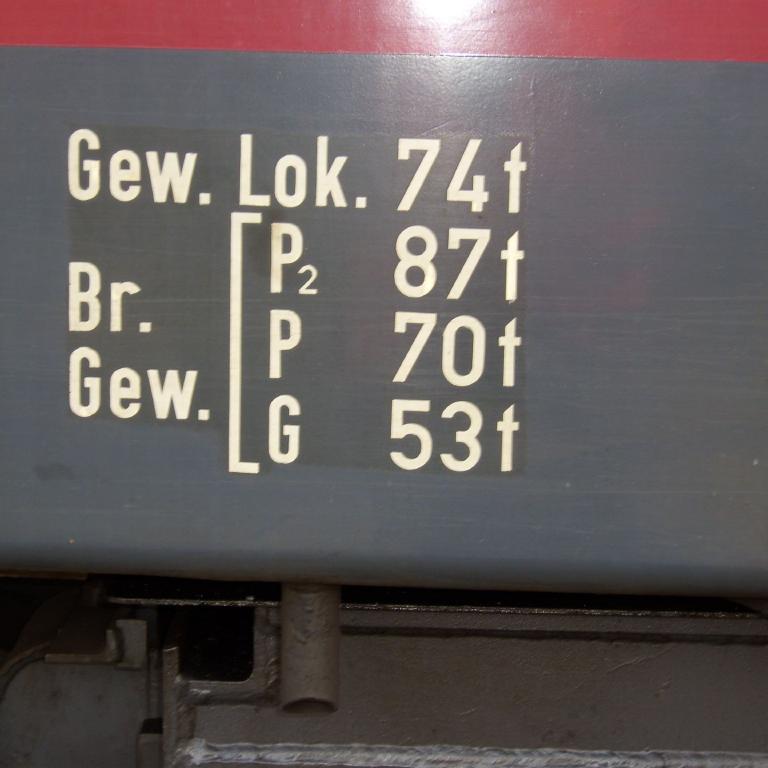 Gew. Lok. 74t
P2 87t
Br. P 70t
Gew. G 53t